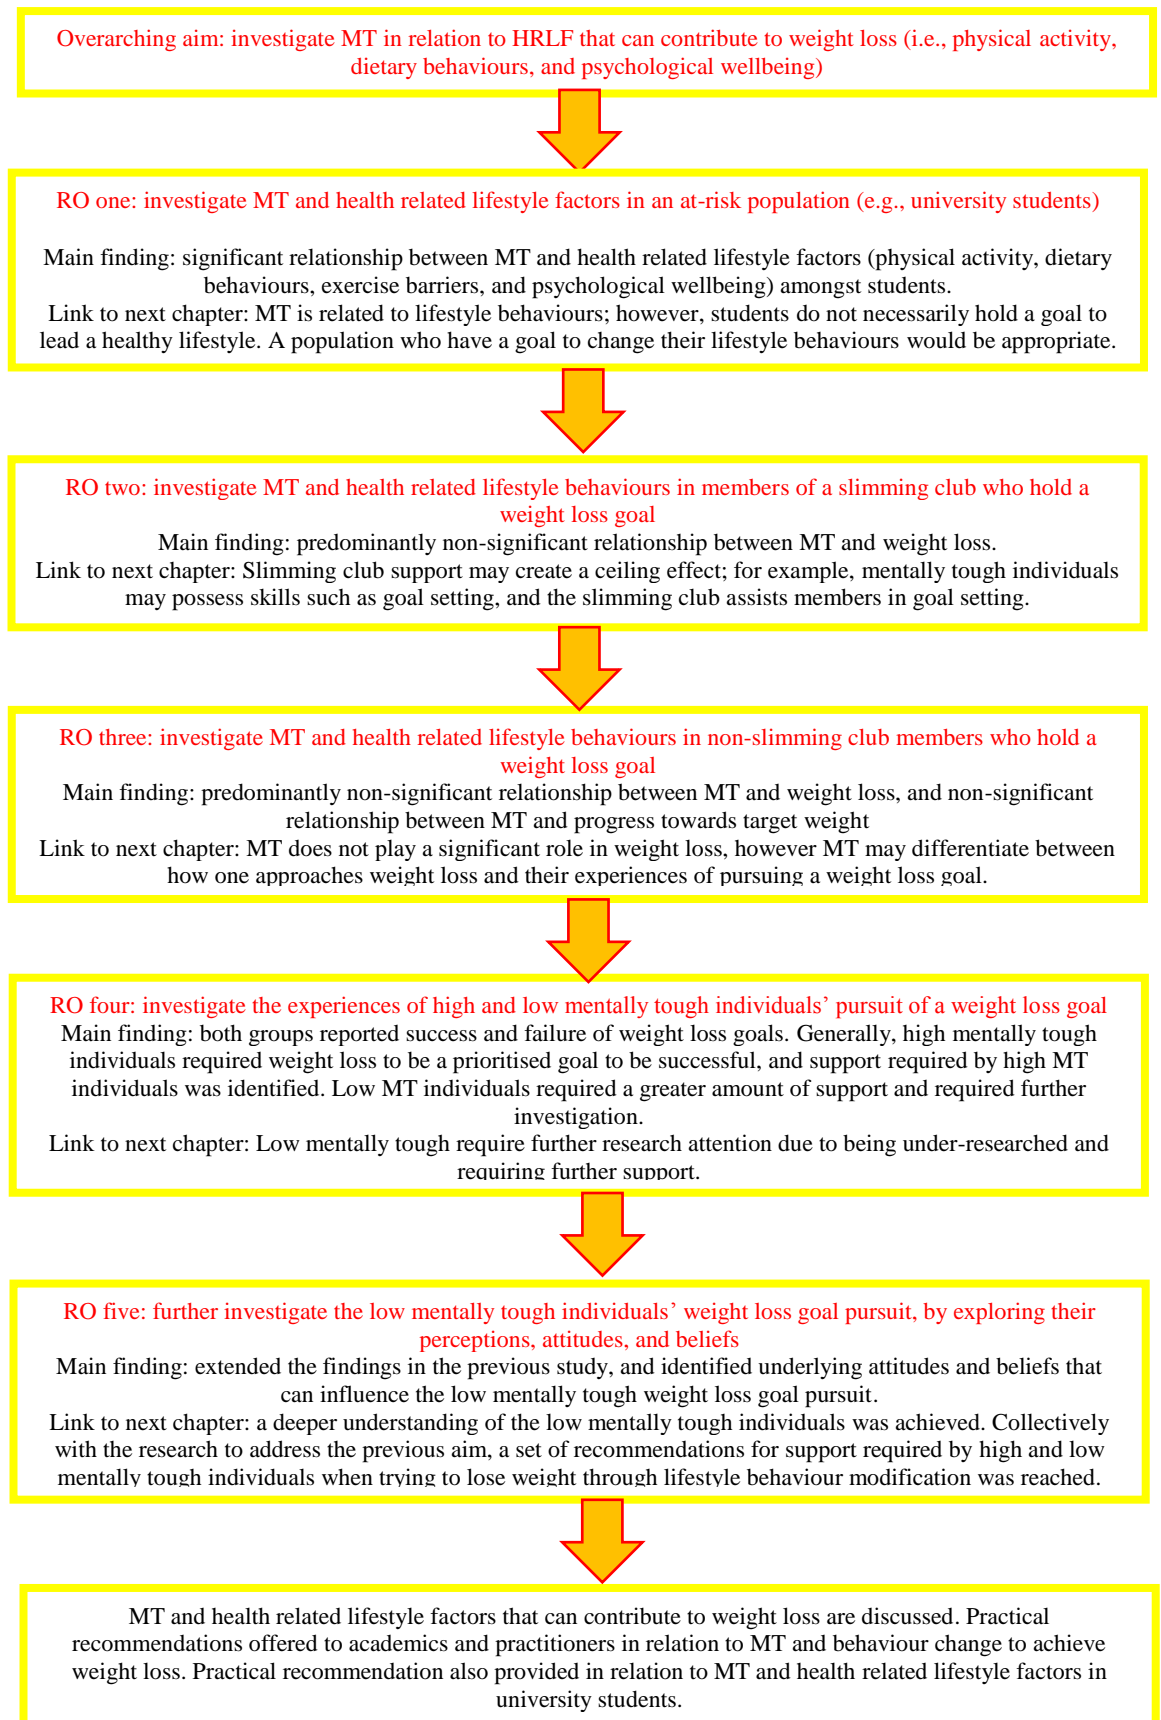 Overarching aim: investigate MT in relation to HRLF that can contribute to weight loss (i.e., physical activity,
dietary behaviours, and psychological wellbeing)
RO one: investigate MT and health related lifestyle factors in an at-risk population (e.g., university students)
Main finding: significant relationship between MT and health related lifestyle factors (physical activity, dietary
behaviours, exercise barriers, and psychological wellbeing) amongst students.
Link to next chapter: MT is related to lifestyle behaviours; however, students do not necessarily hold a goal to
lead a healthy lifestyle. A population who have a goal to change their lifestyle behaviours would be appropriate.
RO two: investigate MT and health related lifestyle behaviours in members of a slimming club who hold a
weight loss goal
Main finding: predominantly non-significant relationship between MT and weight loss.
Link to next chapter: Slimming club support may create a ceiling effect; for example, mentally tough individuals
may possess skills such as goal setting, and the slimming club assists members in goal setting.
RO three: investigate MT and health related lifestyle behaviours in non-slimming club members who hold a
weight loss goal
Main finding: predominantly non-significant relationship between MT and weight loss, and non-significant
relationship between MT and progress towards target weight
Link to next chapter: MT does not play a significant role in weight loss, however MT may differentiate between
how one approaches weight loss and their experiences of pursuing a weight loss goal.
RO four: investigate the experiences of high and low mentally tough individuals' pursuit of a weight loss goal
Main finding: both groups reported success and failure of weight loss goals. Generally, high mentally tough
individuals required weight loss to be a prioritised goal to be successful, and support required by high MT
individuals was identified. Low MT individuals required a greater amount of support and required further
investigation.
Link to next chapter: Low mentally tough require further research attention due to being under-researched and
requiring further support.
RO five: further investigate the low mentally tough individuals' weight loss goal pursuit, by exploring their
perceptions, attitudes, and beliefs
Main finding: extended the findings in the previous study, and identified underlying attitudes and beliefs that
can influence the low mentally tough weight loss goal pursuit.
Link to next chapter: a deeper understanding of the low mentally tough individuals was achieved. Collectively
with the research to address the previous aim, a set of recommendations for support required by high and low
mentally tough individuals when trying to lose weight through lifestyle behaviour modification was reached.
MT and health related lifestyle factors that can contribute to weight loss are discussed. Practical
recommendations offered to academics and practitioners in relation to MT and behaviour change to achieve
weight loss. Practical recommendation also provided in relation to MT and health related lifestyle factors in
university students.